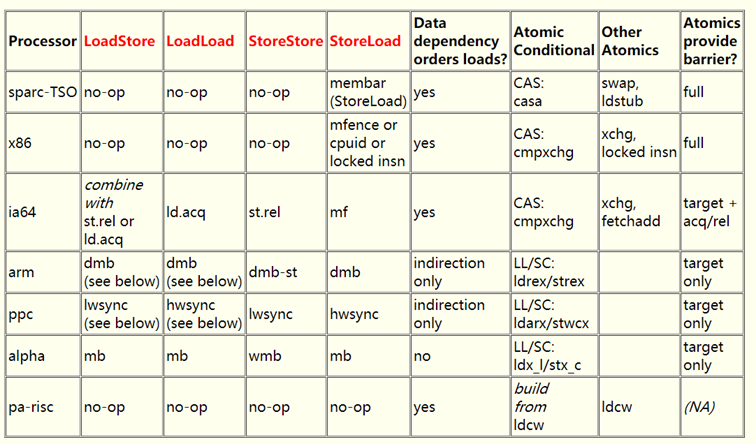 Processor LoadStore LoadLoad StoreStore StoreLoad Data dependency orders loads? Atomic Conditional Other Atomics Atomics provide barrier?
sparc-TSO no-op no-op no-op membar (StoreLoad) yes CAS: casa swap, ldstub full
x86 no-op no-op no-op mfence or cpuid or locked insn yes CAS: cmpxchg xchg, locked insn full
ia64 combine with st.rel or ld.acq ld.acq st.rel mf yes CAS: cmpxchg xchg, fetchadd target + acq/rel
arm dmb (see below) dmb (see below) dmb-st dmb indirection only LL/SC: ldrex/strex target only
ppc lwsync (see below) hwsync (see below) lwsync hwsync indirection only LL/SC: ldarx/stwcx target only
alpha mb mb wmb mb no LL/SC: ldx_l/stx_c target only
pa-risc no-op no-op no-op no-op yes build from ldcw ldcw (NA)